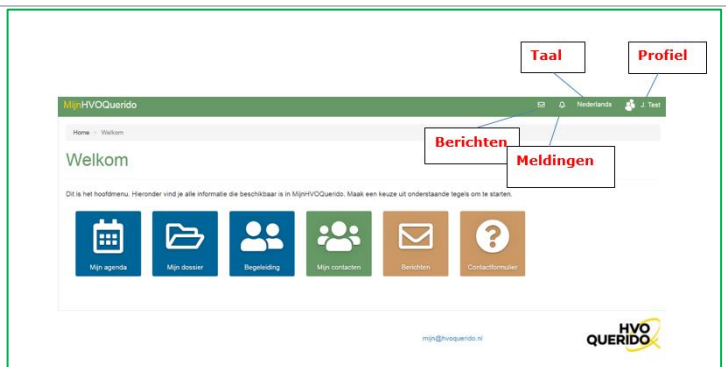 Taal
Profiel
MijnHVOQuerido
Nederlands
J. Test
Berichten
Meldingen
Home > Welkom
Welkom
Dit is het hoofdmenu. Hieronder vind je alle informatie die beschikbaar is in MijnHVOQuerido. Maak een keuze uit onderstaande tegels om te starten.
Mijn agenda
Mijn dossier
Begeleiding
Mijn contacten
Berichten
Contactformulier
mijn@hvoquerido.nl
HVO
QUERIDO